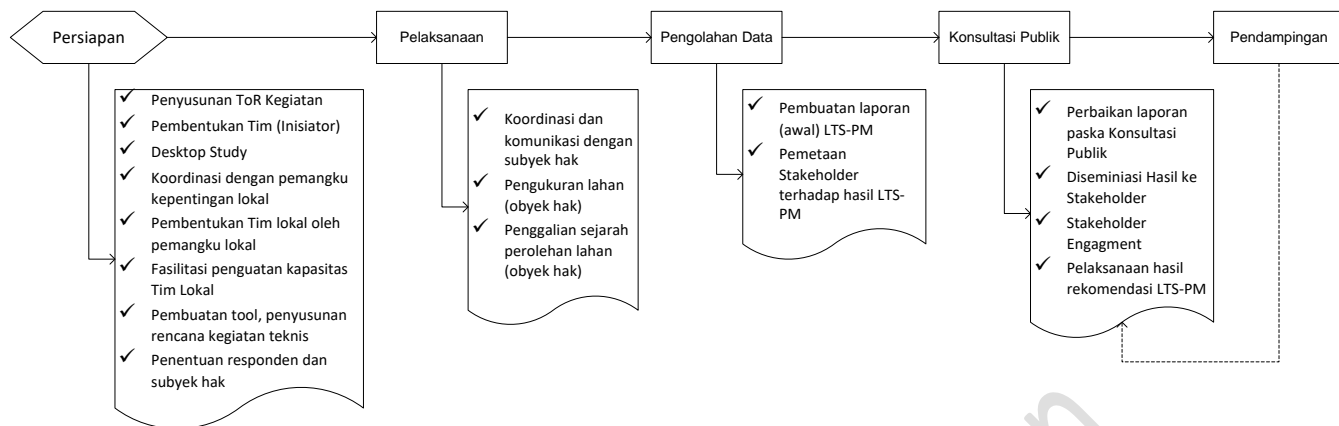 Persiapan
Pelaksanaan
Pengolahan Data
Konsultasi Publik
Pendampingan
Penyusunan ToR Kegiatan
Pembentukan Tim (Inisiator)
Desktop Study
Koordinasi dengan pemangku
kepentingan lokal
Pembentukan Tim lokal oleh
pemangku lokal
Fasilitasi penguatan kapasitas
Tim Lokal
Pembuatan tool, penyusunan
rencana kegiatan teknis
Penentuan responden dan
subyek hak
Koordinasi dan
komunikasi dengan
subyek hak
Pengukuran lahan
(obyek hak)
Penggalian sejarah
perolehan lahan
(obyek hak)
Pembuatan laporan
(awal) LTS-PM
Pemetaan
Stakeholder
terhadap hasil LTS-
PM
Perbaikan laporan
paska Konsultasi
Publik
Diseminiasi Hasil ke
Stakeholder
Stakeholder
Engagment
Pelaksanaan hasil
rekomendasi LTS-PM